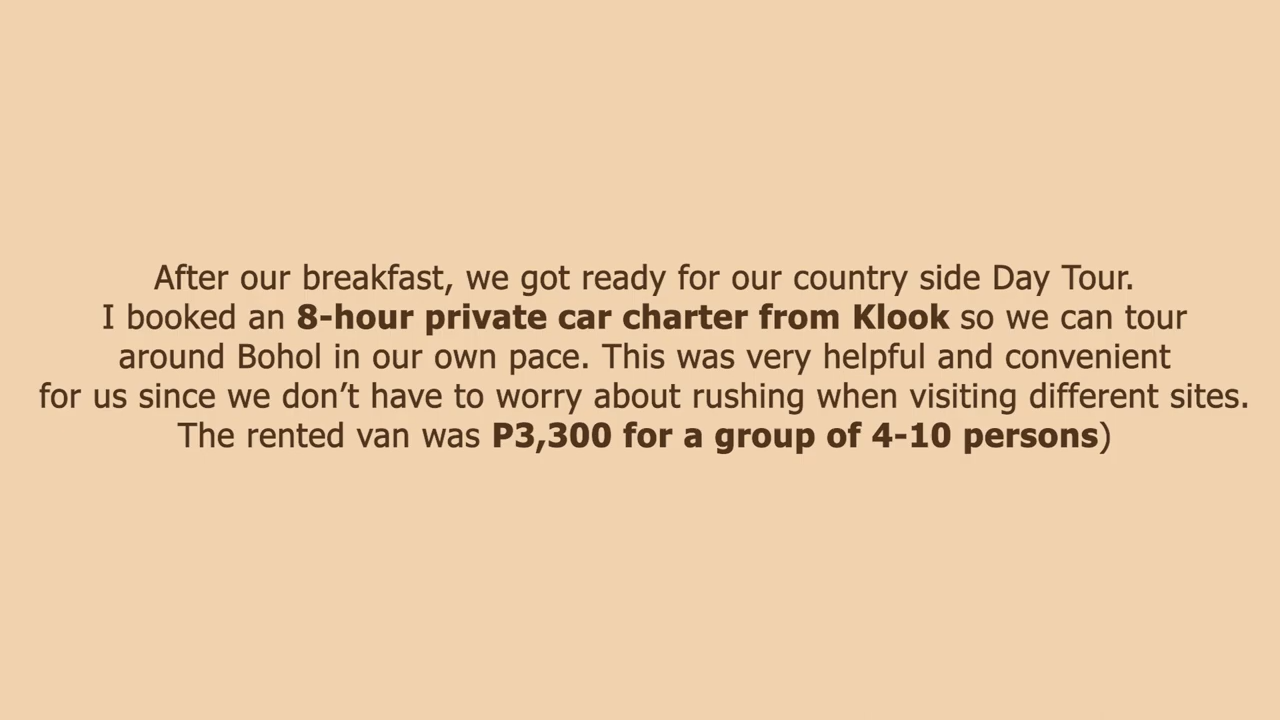 After our breakfast, we got ready for our country side Day Tour.
I booked an 8-hour private car charter from Klook so we can tour
around Bohol in our own pace. This was very helpful and convenient
for us since we don’t have to worry about rushing when visiting different sites.
The rented van was P3,300 for a group of 4-10 persons)